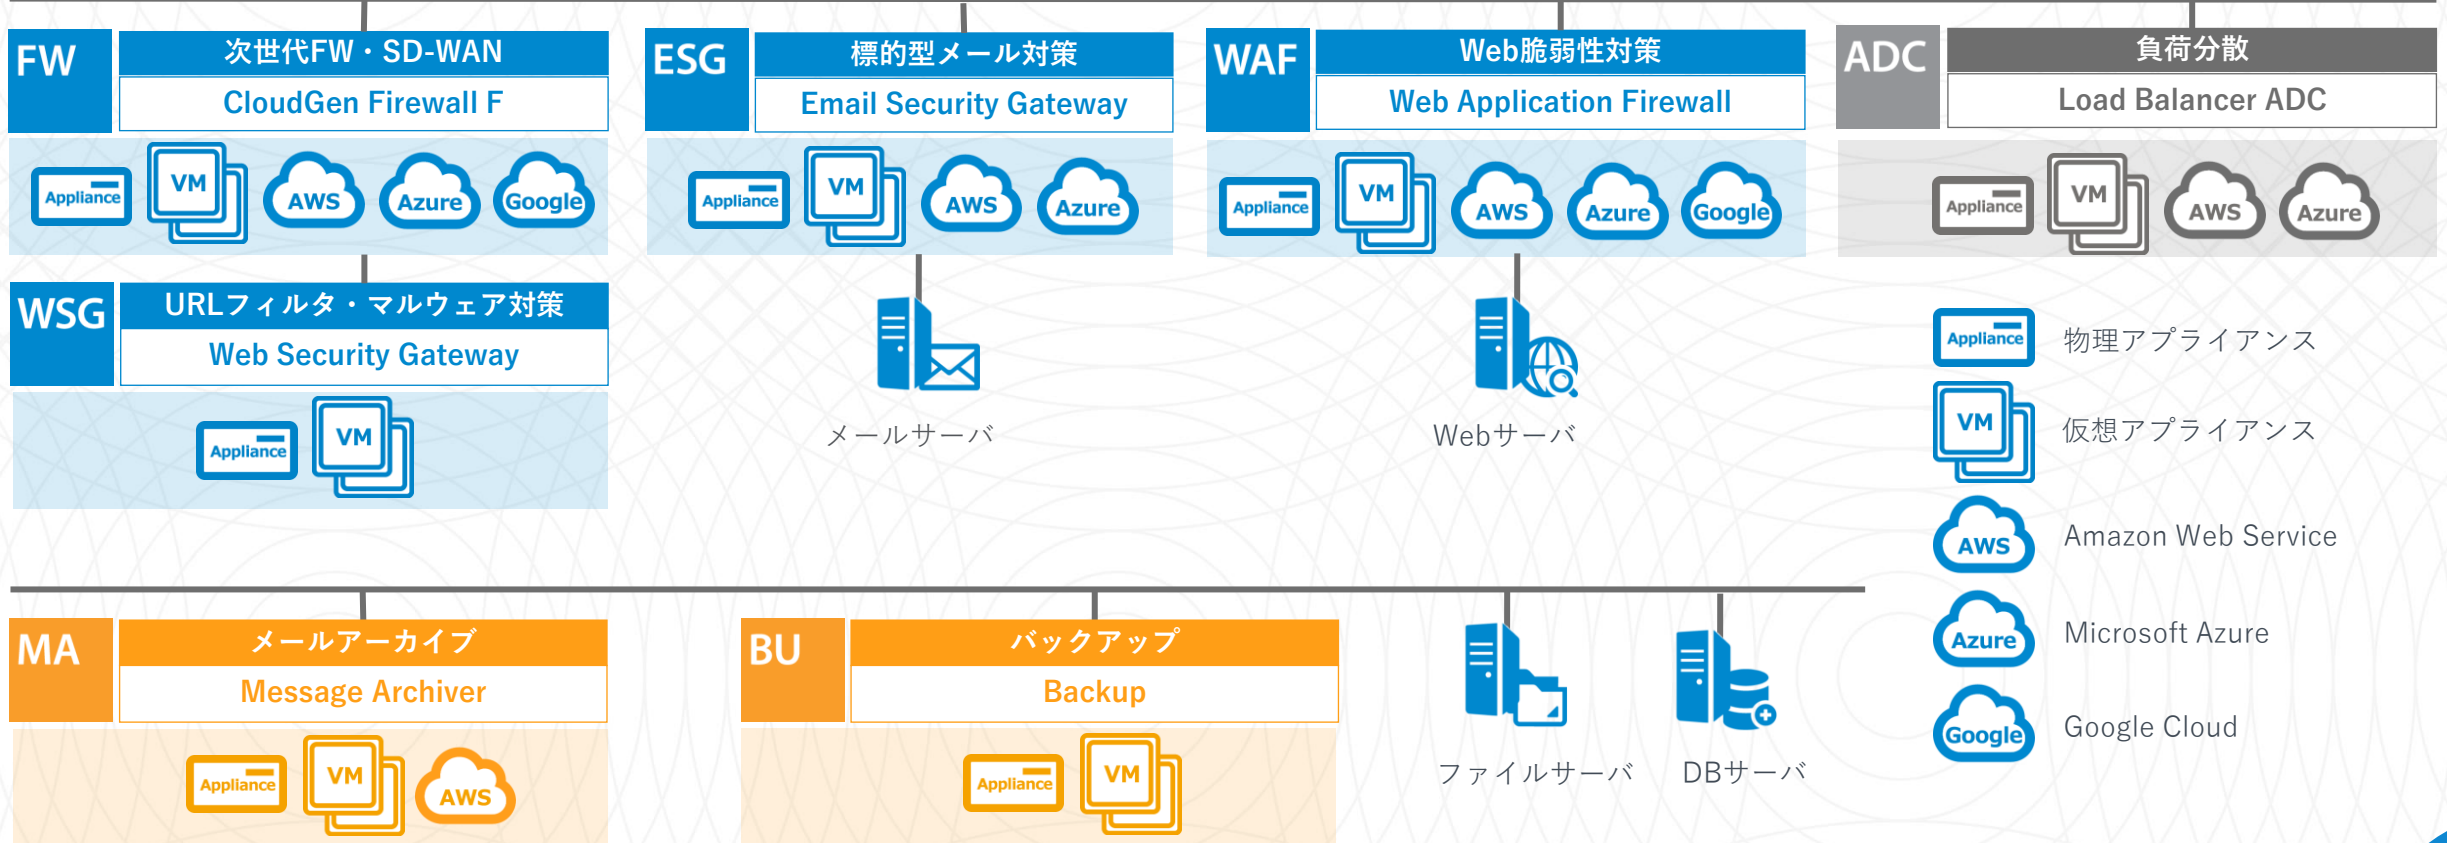 FW
次世代FW・SD-WAN
CloudGen Firewall F
Appliance
VM
AWS
Azure
Google
ESG
標的型メール対策
Email Security Gateway
Appliance
VM
AWS
Azure
WAF
Web脆弱性対策
Web Application Firewall
Appliance
VM
AWS
Azure
Google
ADC
負荷分散
Load Balancer ADC
Appliance
VM
AWS
Azure
WSG
URLフィルタ・マルウェア対策
Web Security Gateway
Appliance
VM
メールサーバ
Webサーバ
Appliance
物理アプライアンス
VM
仮想アプライアンス
AWS
Amazon Web Service
Azure
Microsoft Azure
Google
Google Cloud
MA
メールアーカイブ
Message Archiver
Appliance
VM
AWS
BU
バックアップ
Backup
Appliance
VM
ファイルサーバ
DBサーバ